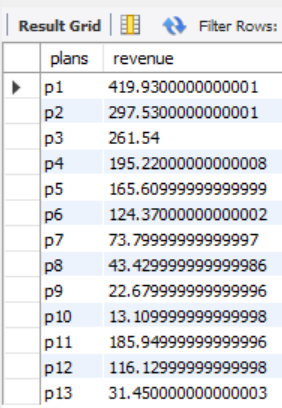 Result Grid Filter Rows:
plans revenue
p1 419.9300000000001
p2 297.5300000000001
p3 261.54
p4 195.22000000000008
p5 165.60999999999999
p6 124.37000000000002
p7 73.79999999999997
p8 43.429999999999986
p9 22.679999999999996
p10 13.109999999999998
p11 185.94999999999996
p12 116.12999999999998
p13 31.450000000000003